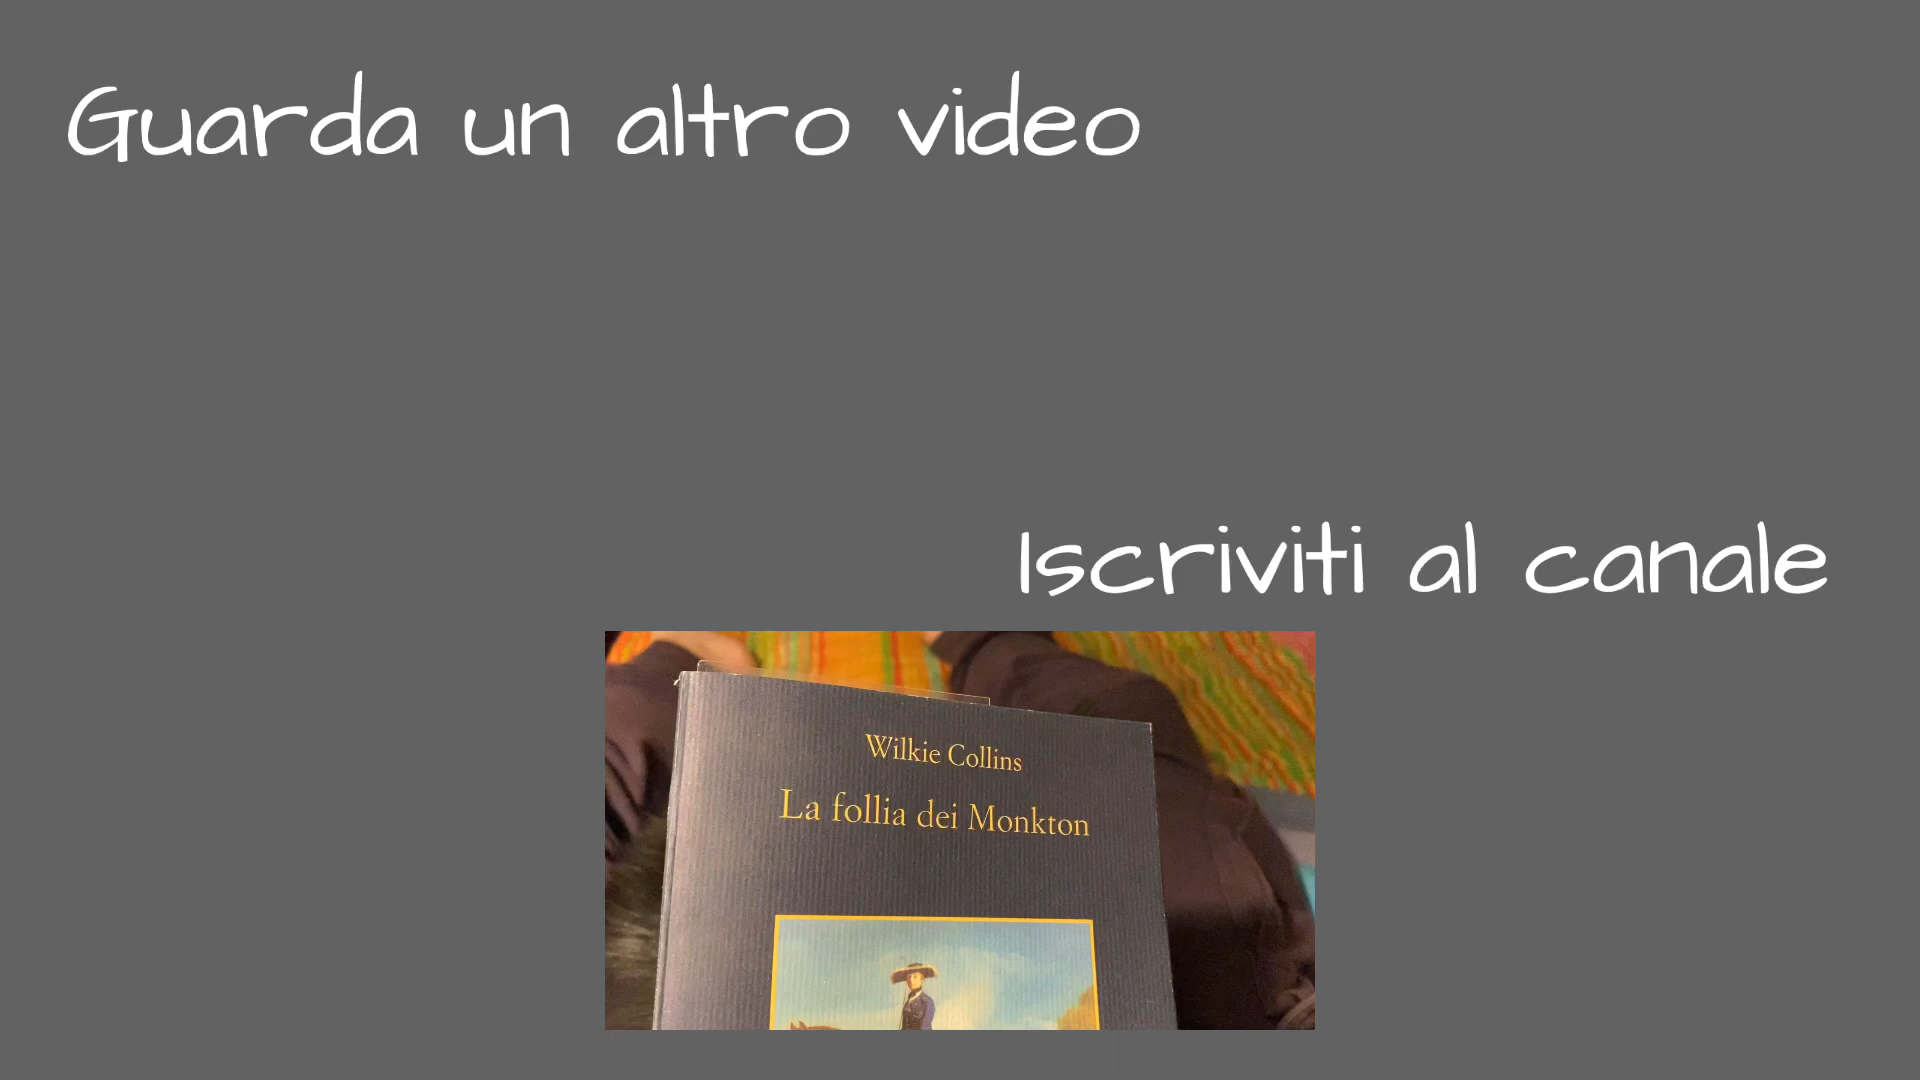 Guarda un altro video
Iscriviti al canale
Wilkie Collins
La follia dei Monkton